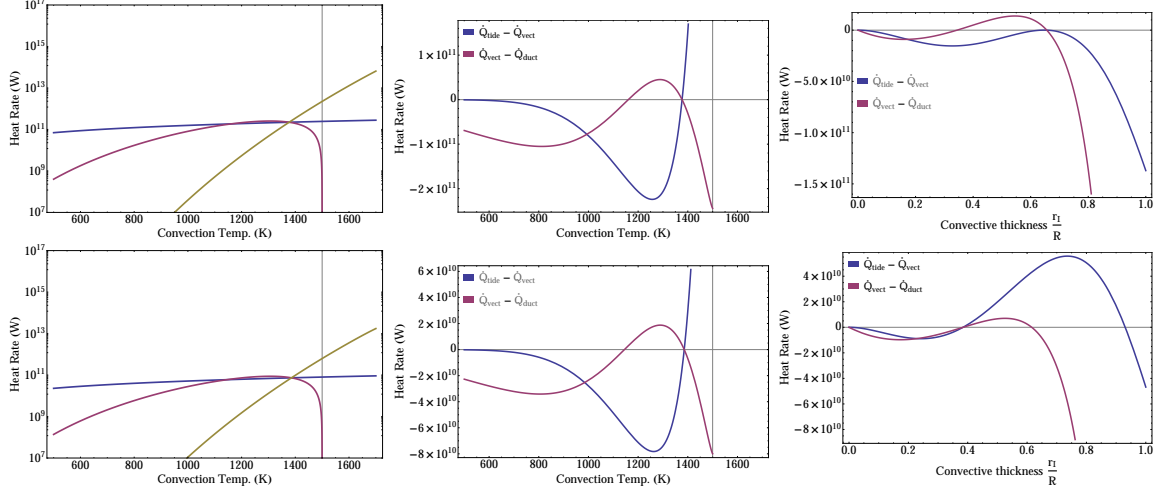 10^17
10^15
10^13
10^11
10^9
10^7
Heat Rate (W)
600 800 1000 1200 1400 1600
Convection Temp. (K)
Q̇tide − Q̇vect
Q̇vect − Q̇duct
1×10^11
0
−1×10^11
−2×10^11
Heat Rate (W)
600 800 1000 1200 1400 1600
Convection Temp. (K)
0
−5.0×10^10
−1.0×10^11
−1.5×10^11
Heat Rate (W)
Q̇tide − Q̇vect
Q̇vect − Q̇duct
0.0 0.2 0.4 0.6 0.8 1.0
Convective thickness rI/R
10^17
10^15
10^13
10^11
10^9
10^7
Heat Rate (W)
600 800 1000 1200 1400 1600
Convection Temp. (K)
Q̇tide − Q̇vect
Q̇vect − Q̇duct
6×10^10
4×10^10
2×10^10
0
−2×10^10
−4×10^10
−6×10^10
−8×10^10
Heat Rate (W)
600 800 1000 1200 1400 1600
Convection Temp. (K)
Q̇tide − Q̇vect
Q̇vect − Q̇duct
4×10^10
2×10^10
0
−2×10^10
−4×10^10
−6×10^10
−8×10^10
Heat Rate (W)
0.0 0.2 0.4 0.6 0.8 1.0
Convective thickness rI/R